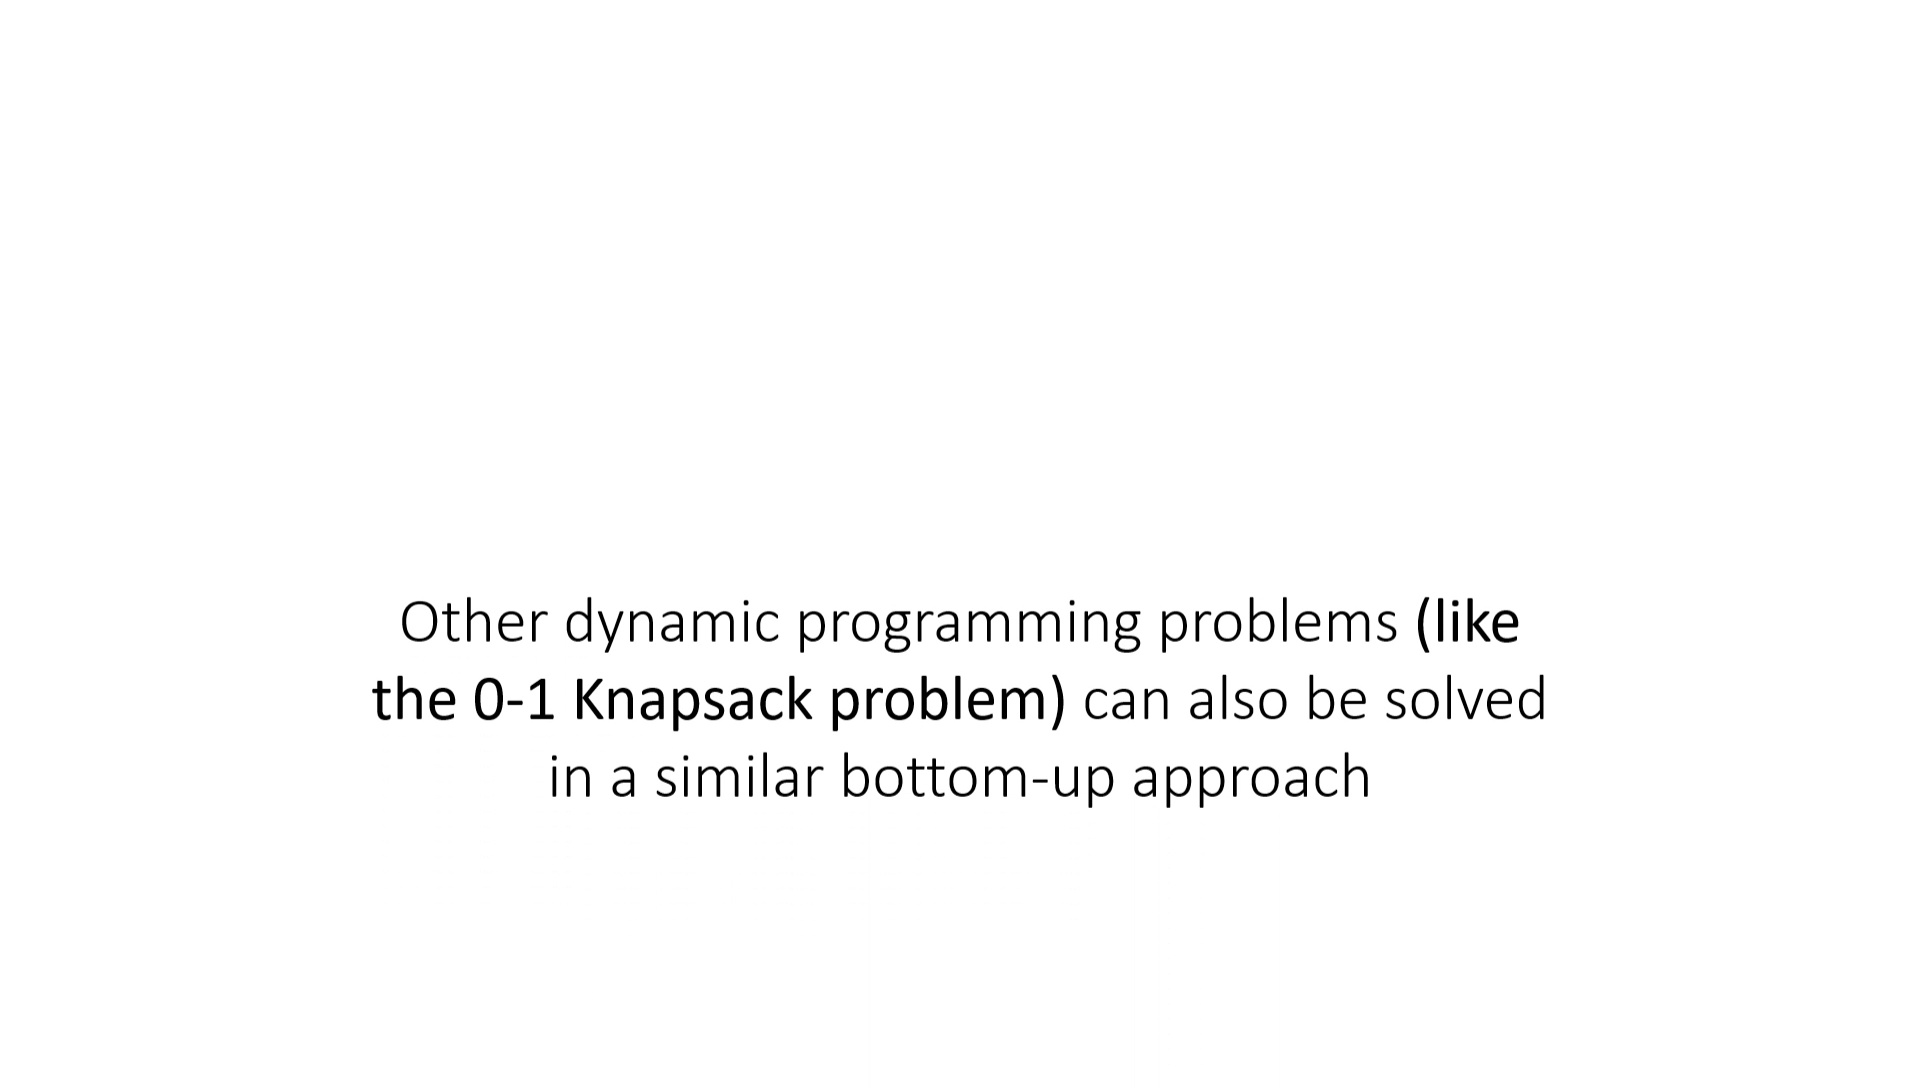 Other dynamic programming problems (like
the 0-1 Knapsack problem) can also be solved
in a similar bottom-up approach